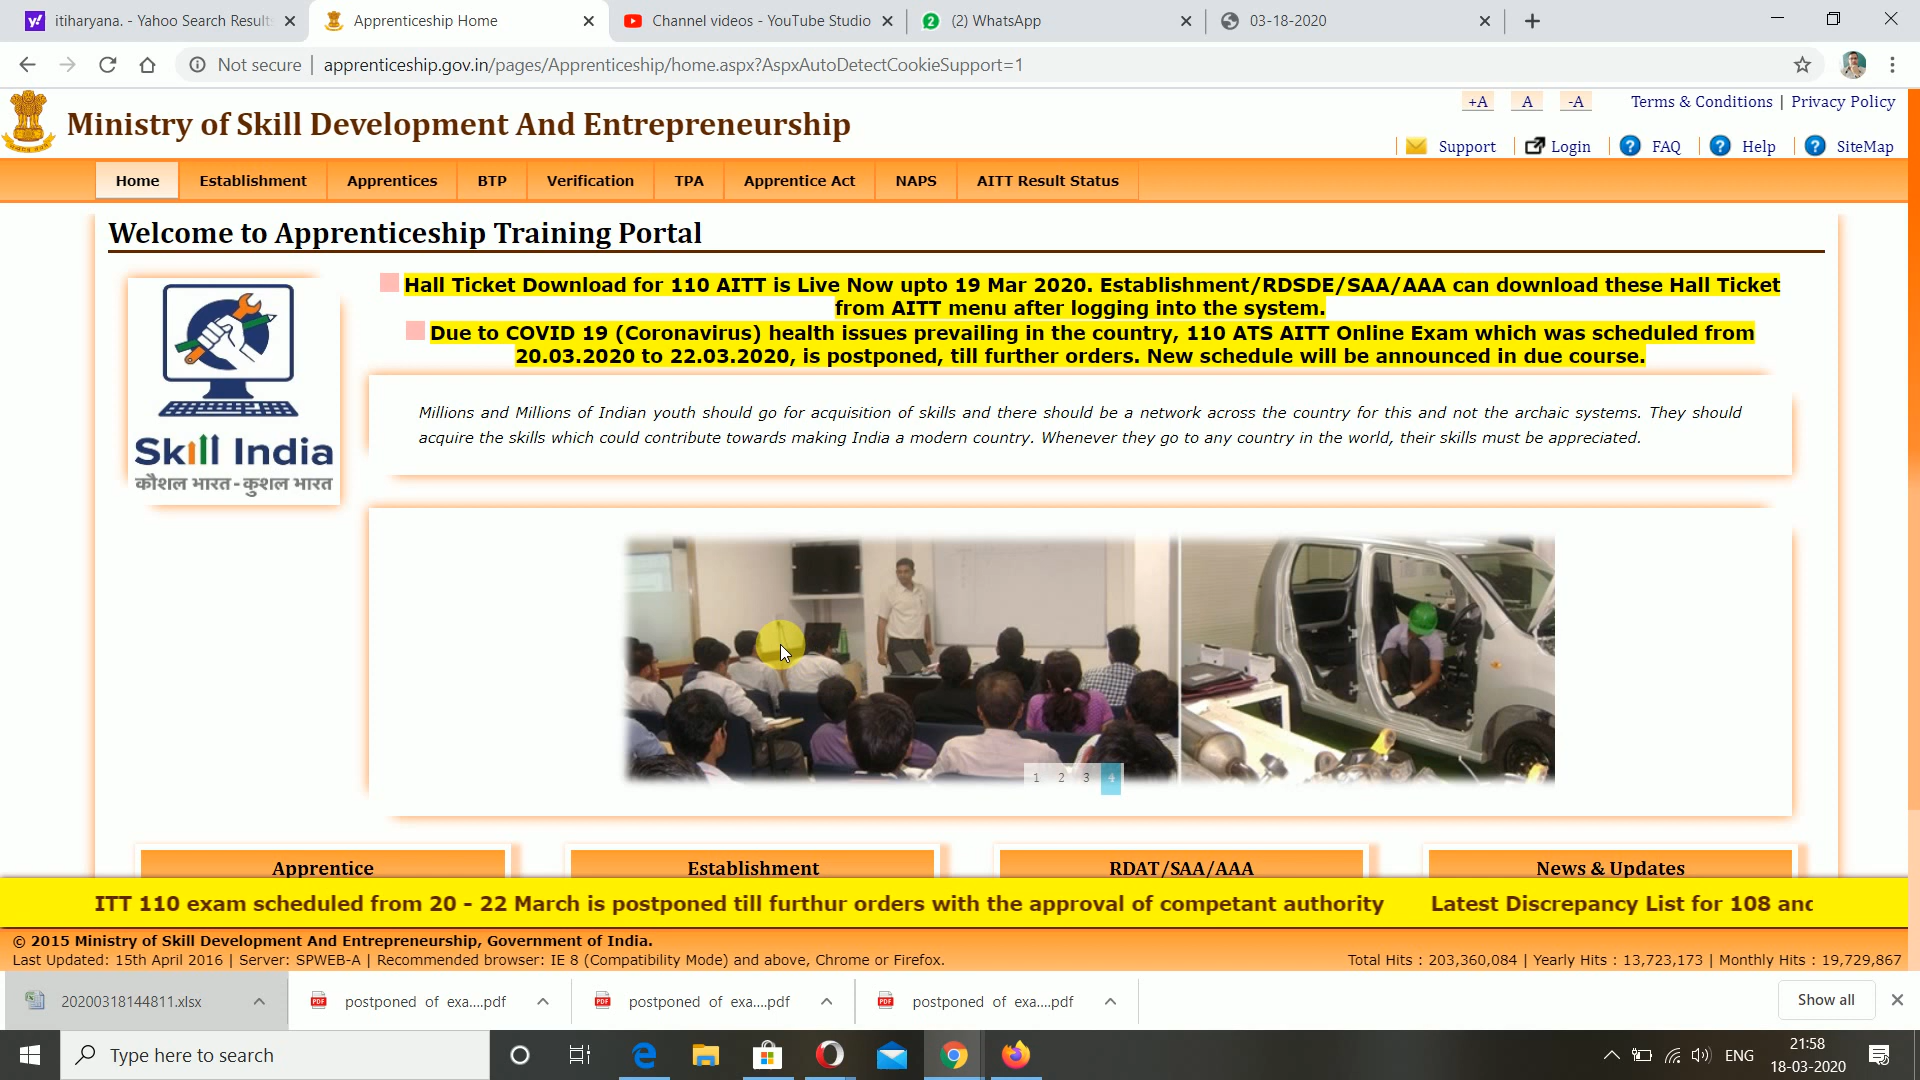 itiharyana. - Yahoo Search Results
Apprenticeship Home
Channel videos - YouTube Studio
(2) WhatsApp
03-18-2020
Not secure | apprenticeship.gov.in/pages/Apprenticeship/home.aspx?AspxAutoDetectCookieSupport=1
+A A -A Terms & Conditions | Privacy Policy
Ministry of Skill Development And Entrepreneurship
Support Login FAQ Help SiteMap
Home Establishment Apprentices BTP Verification TPA Apprentice Act NAPS AITT Result Status
Welcome to Apprenticeship Training Portal
Hall Ticket Download for 110 AITT is Live Now upto 19 Mar 2020. Establishment/RDSDE/SAA/AAA can download these Hall Ticket
from AITT menu after logging into the system.
Due to COVID 19 (Coronavirus) health issues prevailing in the country, 110 ATS AITT Online Exam which was scheduled from
20.03.2020 to 22.03.2020, is postponed, till further orders. New schedule will be announced in due course.
Skill India
कौशल भारत - कुशल भारत
Millions and Millions of Indian youth should go for acquisition of skills and there should be a network across the country for this and not the archaic systems. They should
acquire the skills which could contribute towards making India a modern country. Whenever they go to any country in the world, their skills must be appreciated.
1 2 3 4
Apprentice Establishment RDAT/SAA/AAA News & Updates
ITT 110 exam scheduled from 20 - 22 March is postponed till furthur orders with the approval of competant authority Latest Discrepancy List for 108 and
© 2015 Ministry of Skill Development And Entrepreneurship, Government of India.
Last Updated: 15th April 2016 | Server: SPWEB-A | Recommended browser: IE 8 (Compatibility Mode) and above, Chrome or Firefox.
Total Hits : 203,360,084 | Yearly Hits : 13,723,173 | Monthly Hits : 19,729,867
20200318144811.xlsx
postponed of exa....pdf
postponed of exa....pdf
postponed of exa....pdf
Show all
Type here to search
ENG
21:58
18-03-2020